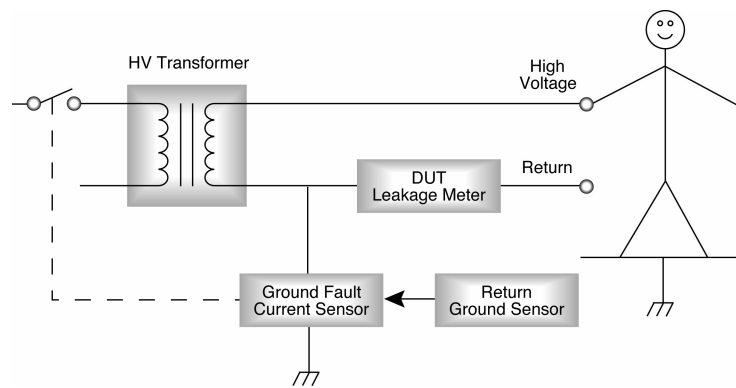 HV Transformer
High
Voltage
DUT
Leakage Meter
Return
Ground Fault
Current Sensor
Return
Ground Sensor